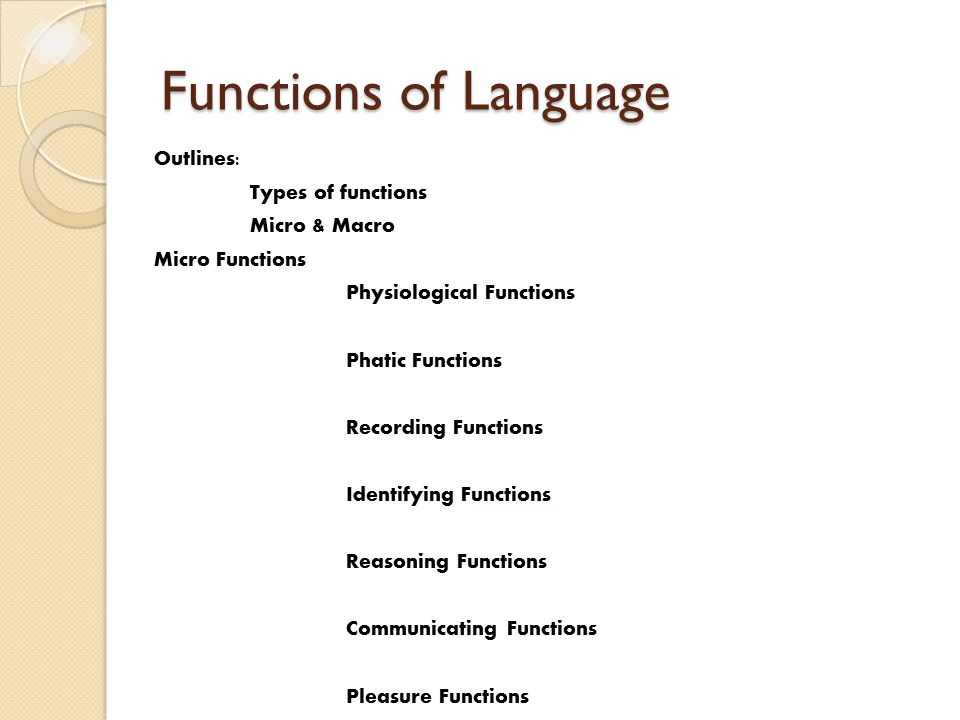 Functions of Language
Outlines:
Types of functions
Micro & Macro
Micro Functions
Physiological Functions
Phatic Functions
Recording Functions
Identifying Functions
Reasoning Functions
Communicating Functions
Pleasure Functions